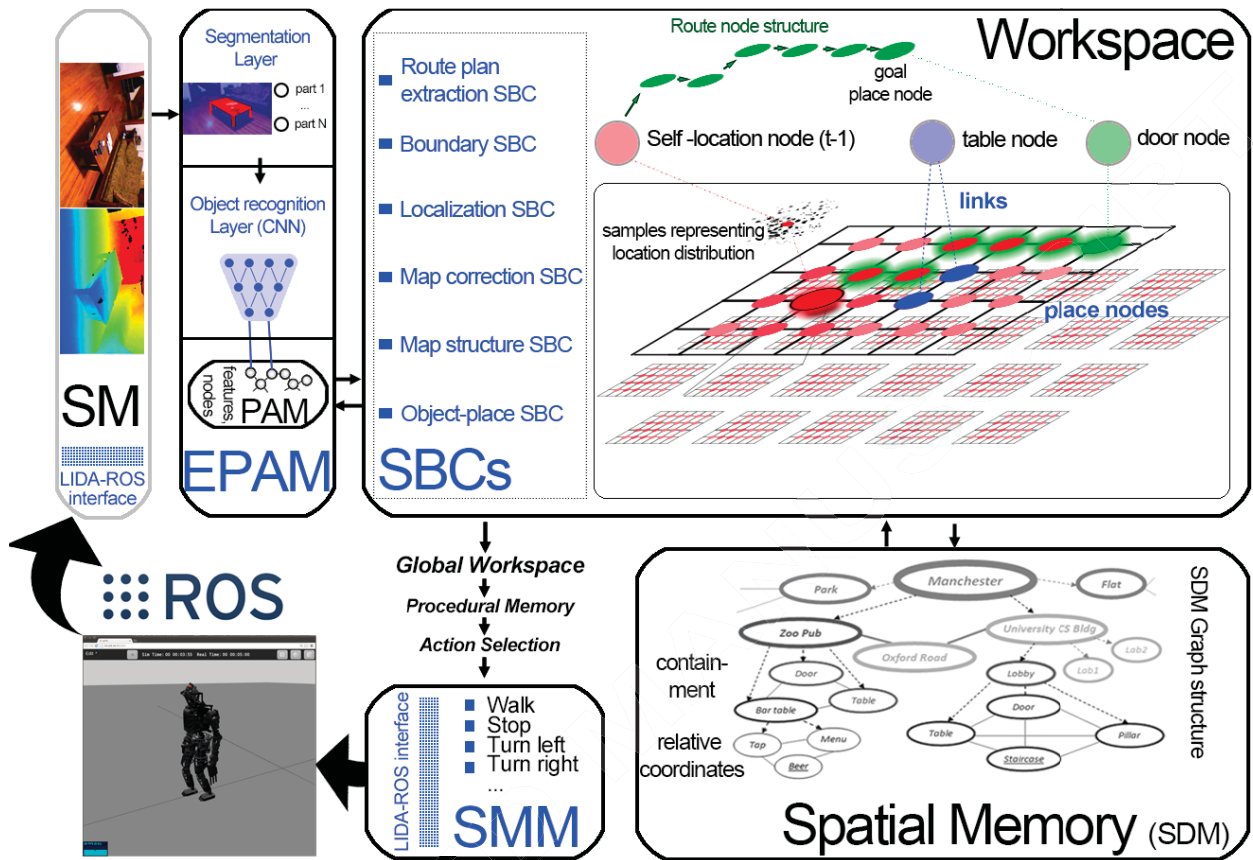 SM
LIDA-ROS
interface
Segmentation
Layer
part 1
...
part N
Object recognition
Layer (CNN)
features,
nodes
PAM
EPAM
Route plan
extraction SBC
Boundary SBC
Localization SBC
Map correction SBC
Map structure SBC
Object-place SBC
SBCs
Workspace
Route node structure
goal
place node
Self -location node (t-1)
table node
door node
links
samples representing
location distribution
place nodes
Global Workspace
Procedural Memory
Action Selection
ROS
LIDA-ROS interface
Walk
Stop
Turn left
Turn right
...
SMM
Manchester
Park
Flat
Zoo Pub
University CS Bldg
Oxford Road
Lab1
Lab2
Door
Table
Lobby
Bar table
Door
Tap
Menu
Beer
Table
Pillar
Staircase
contain-
ment
relative
coordinates
SDM Graph structure
Spatial Memory (SDM)